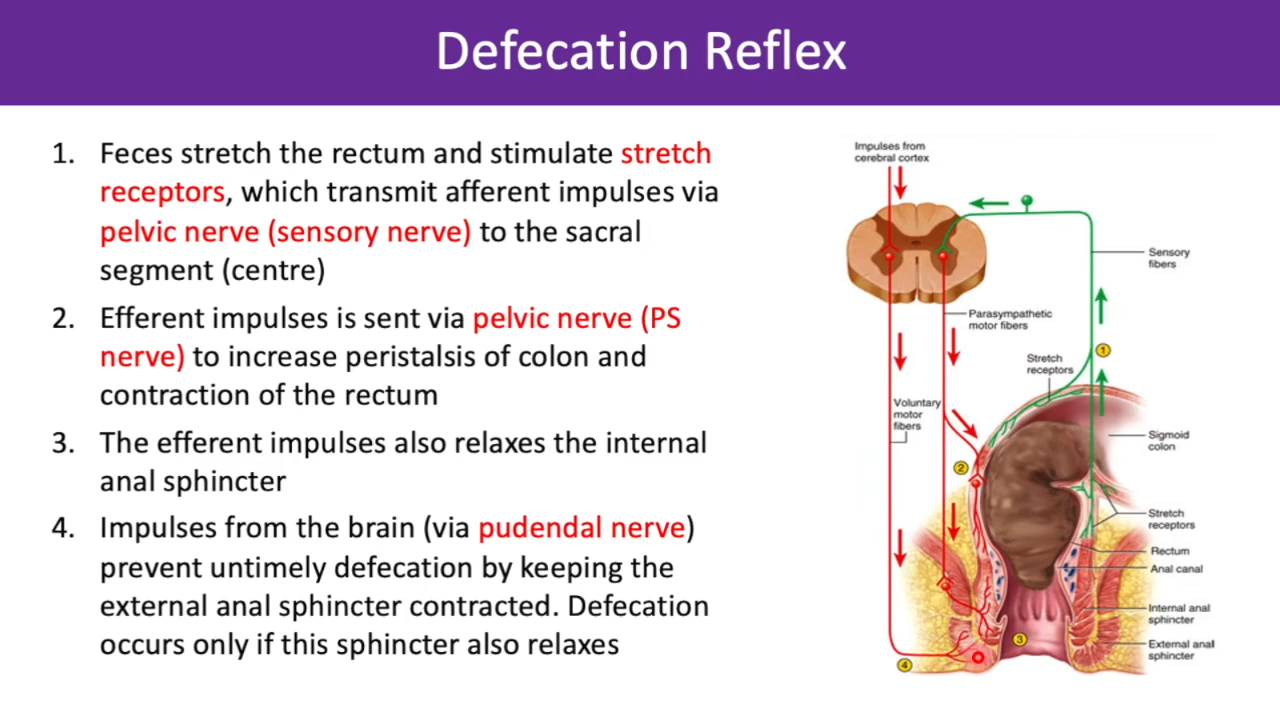 Defecation Reflex
1. Feces stretch the rectum and stimulate stretch
receptors, which transmit afferent impulses via
pelvic nerve (sensory nerve) to the sacral
segment (centre)
2. Efferent impulses is sent via pelvic nerve (PS
nerve) to increase peristalsis of colon and
contraction of the rectum
3. The efferent impulses also relaxes the internal
anal sphincter
4. Impulses from the brain (via pudendal nerve)
prevent untimely defecation by keeping the
external anal sphincter contracted. Defecation
occurs only if this sphincter also relaxes
Impulses from
cerebral cortex
Sensory
fibers
Parasympathetic
motor fibers
1
Stretch
receptors
Voluntary
motor
fibers
Sigmoid
colon
2
Stretch
receptors
Rectum
Anal canal
Internal anal
sphincter
3
External anal
sphincter
4